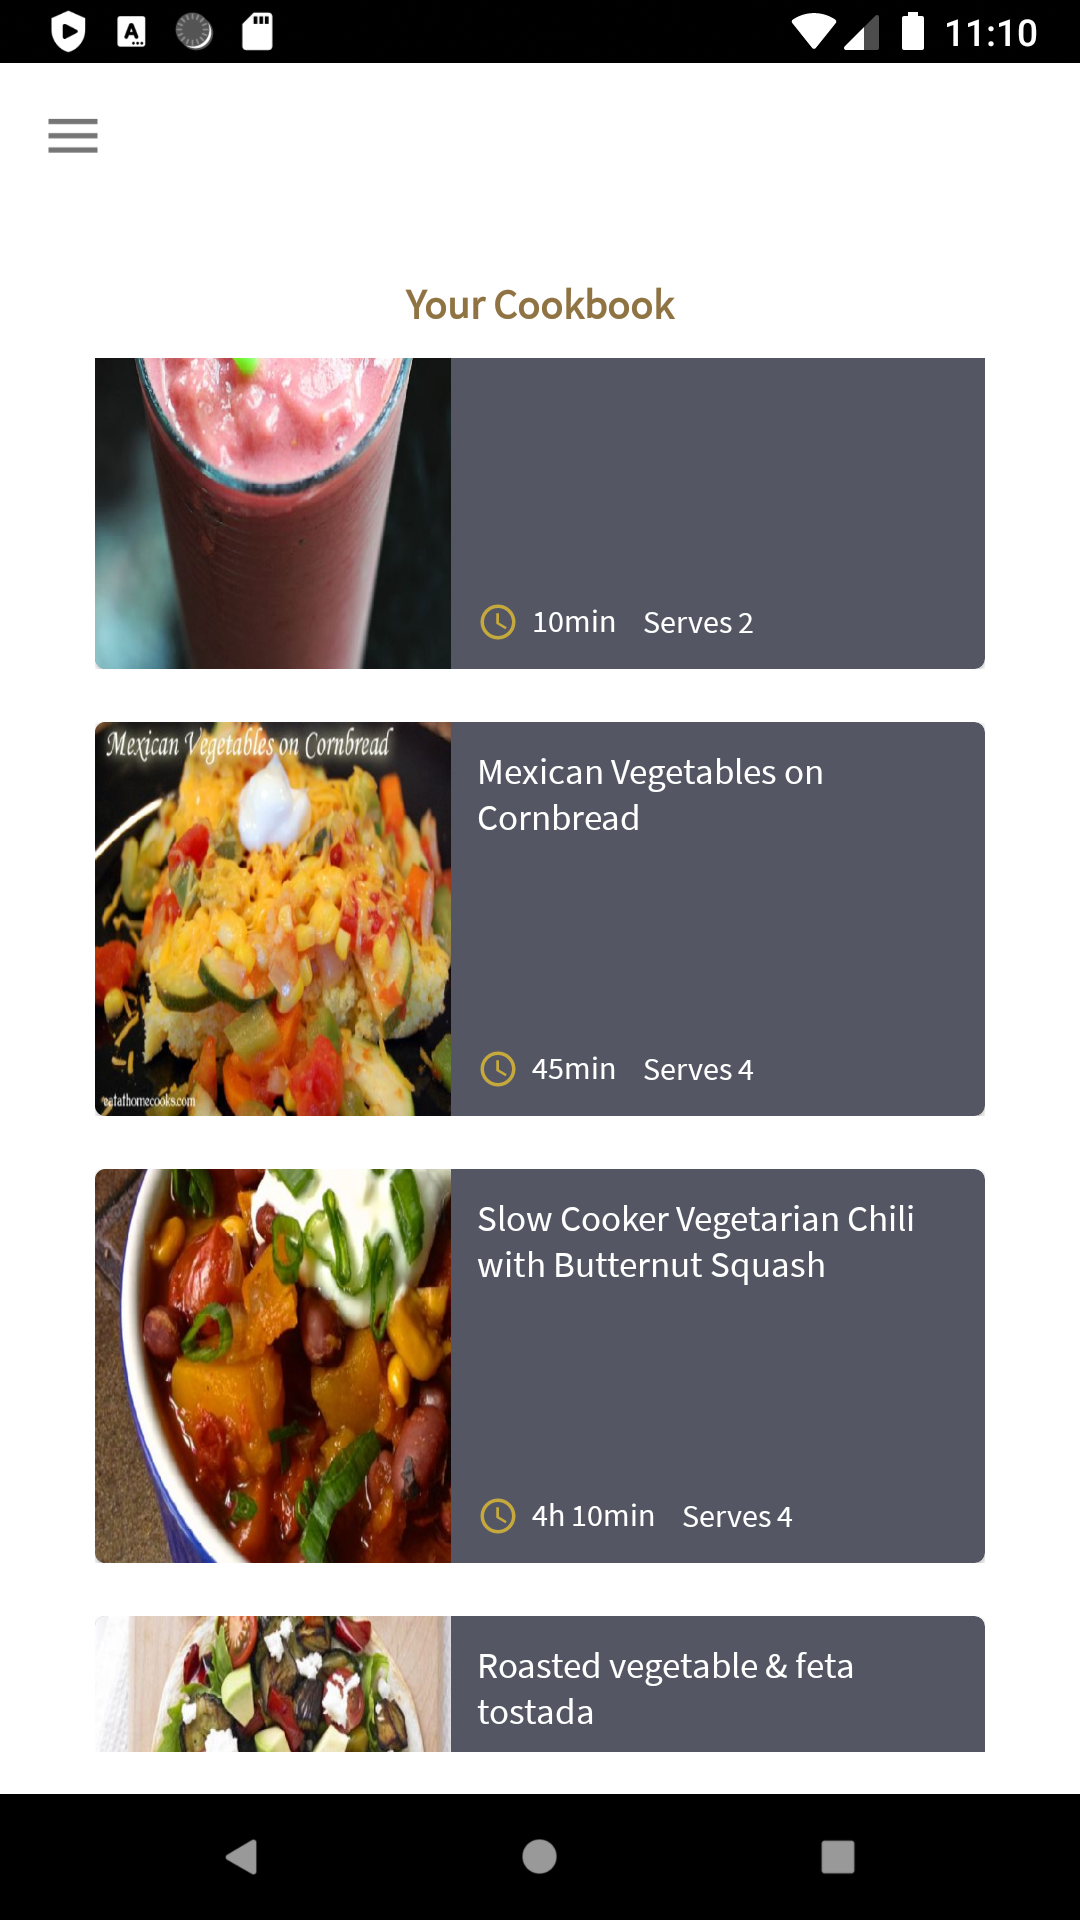 11:10
Your Cookbook
10min Serves 2
Mexican Vegetables on Cornbread
Mexican Vegetables on
Cornbread
45min Serves 4
eatathomecooks.com
Slow Cooker Vegetarian Chili
with Butternut Squash
4h 10min Serves 4
Roasted vegetable & feta
tostada